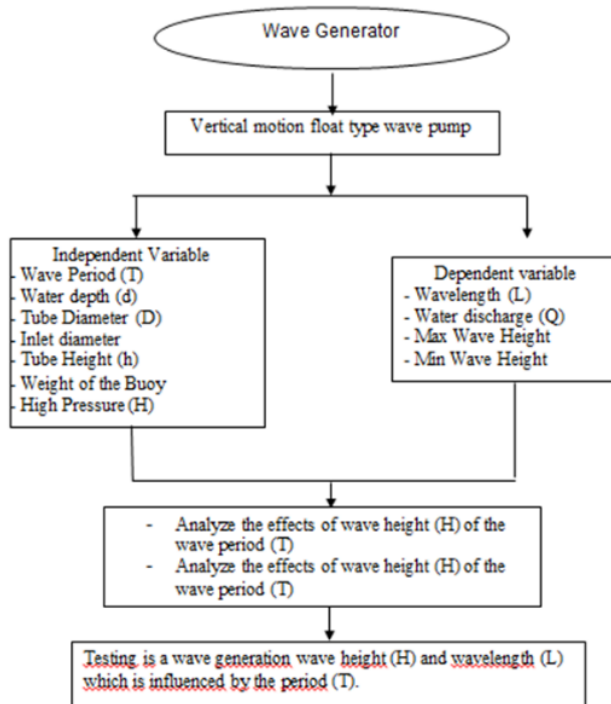 Wave Generator
Vertical motion float type wave pump
Independent Variable
- Wave Period (T)
- Water depth (d)
- Tube Diameter (D)
- Inlet diameter
- Tube Height (h)
- Weight of the Buoy
- High Pressure (H)
Dependent variable
- Wavelength (L)
- Water discharge (Q)
- Max Wave Height
- Min Wave Height
- Analyze the effects of wave height (H) of the
wave period (T)
- Analyze the effects of wave height (H) of the
wave period (T)
Testing is a wave generation wave height (H) and wavelength (L)
which is influenced by the period (T).